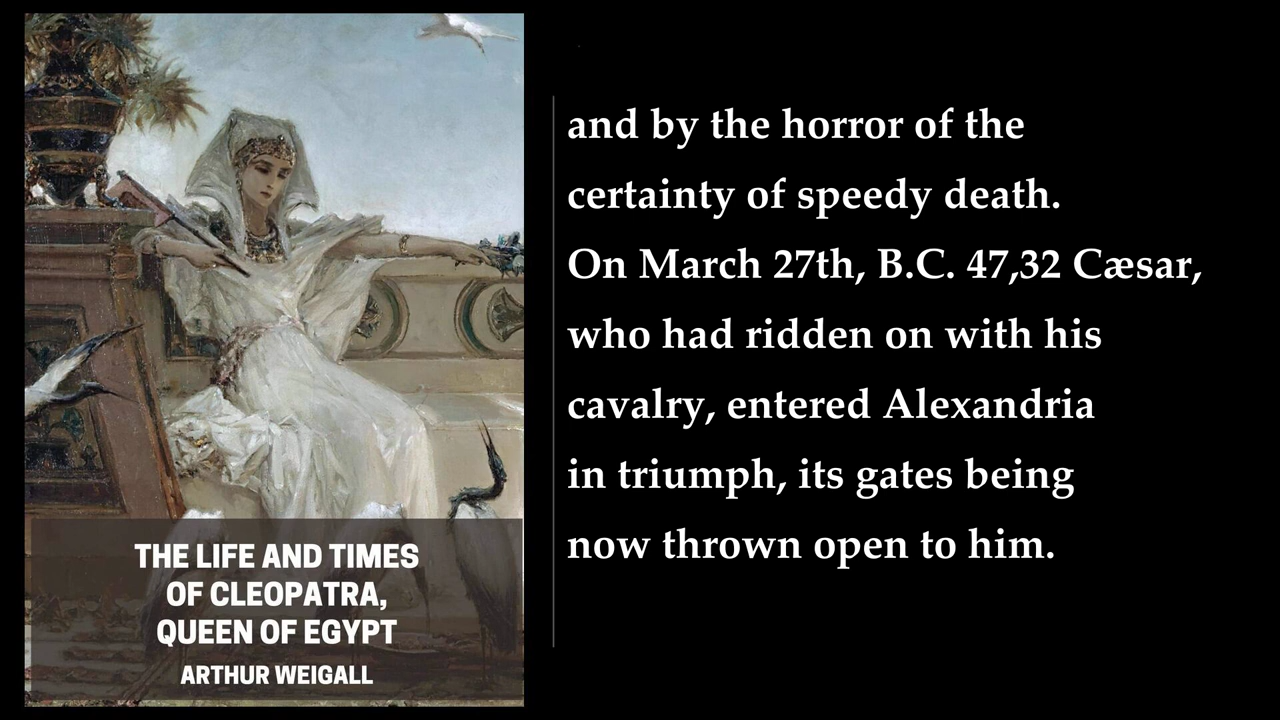 THE LIFE AND TIMES
OF CLEOPATRA,
QUEEN OF EGYPT
ARTHUR WEIGALL
and by the horror of the
certainty of speedy death.
On March 27th, B.C. 47,32 Cæsar,
who had ridden on with his
cavalry, entered Alexandria
in triumph, its gates being
now thrown open to him.